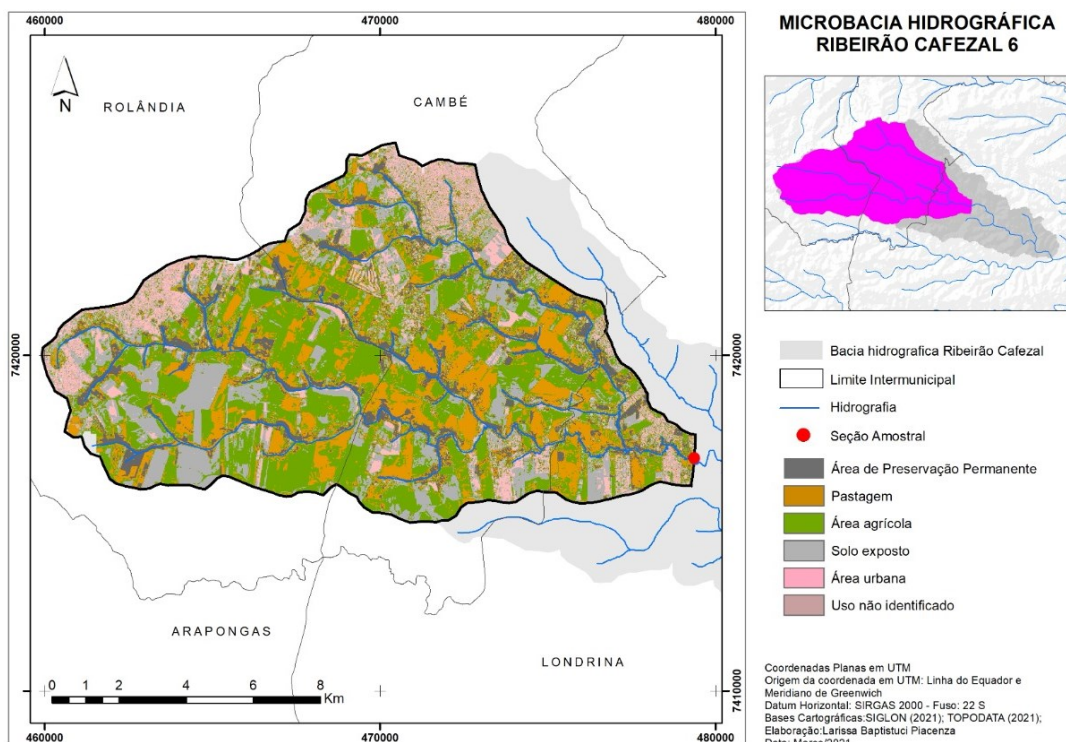 460000
470000
480000
N
ROLÂNDIA
CAMBÉ
7420000
7420000
7410000
ARAPONGAS
LONDRINA
0 1 2 4 6 8
Km
MICROBACIA HIDROGRÁFICA
RIBEIRÃO CAFEZAL 6
Bacia hidrografica Ribeirão Cafezal
Limite Intermunicipal
Hidrografia
Seção Amostral
Área de Preservação Permanente
Pastagem
Área agrícola
Solo exposto
Área urbana
Uso não identificado
Coordenadas Planas em UTM
Origem da coordenada em UTM: Linha do Equador e
Meridiano de Greenwich
Datum Horizontal: SIRGAS 2000 - Fuso: 22 S
Bases Cartográficas:SIGLON (2021); TOPODATA (2021);
Elaboração:Larissa Baptistuci Piacenza
460000
470000
480000